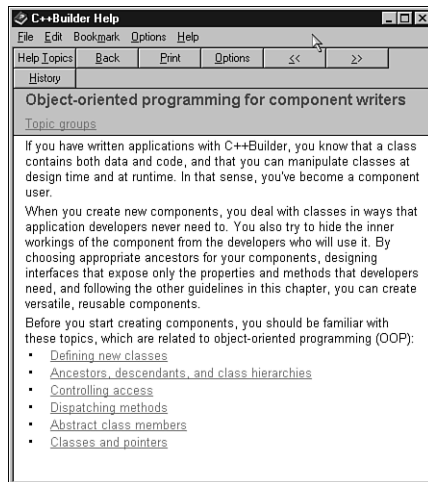 C++Builder Help
File Edit Bookmark Options Help
Help Topics Back Print Options << >>
History
Object-oriented programming for component writers
Topic groups
If you have written applications with C++Builder, you know that a class
contains both data and code, and that you can manipulate classes at
design time and at runtime. In that sense, you've become a component
user.
When you create new components, you deal with classes in ways that
application developers never need to. You also try to hide the inner
workings of the component from the developers who will use it. By
choosing appropriate ancestors for your components, designing
interfaces that expose only the properties and methods that developers
need, and following the other guidelines in this chapter, you can create
versatile, reusable components.
Before you start creating components, you should be familiar with
these topics, which are related to object-oriented programming (OOP):
• Defining new classes
• Ancestors, descendants, and class hierarchies
• Controlling access
• Dispatching methods
• Abstract class members
• Classes and pointers